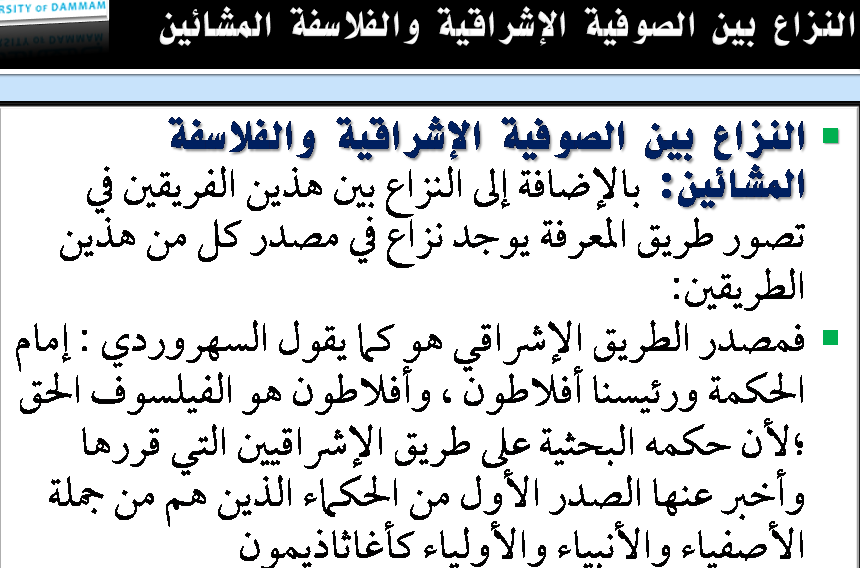 RSITY OF DAMMAM
النزاع بين الصوفية الإشراقية والفلاسفة المشائين
النزاع بين الصوفية الإشراقية والفلاسفة
المشائين: بالإضافة إلى النزاع بين هذين الفريقين في
تصور طريق المعرفة يوجد نزاع في مصدر كل من هذين
الطريقين:
فمصدر الطريق الإشراقي هو كما يقول السهروردي : إمام
الحكمة ورئيسنا أفلاطون ، وأفلاطون هو الفيلسوف الحق
؛لأن حكمه البحثية على طريق الإشراقيين التي قررها
وأخبر عنها الصدر الأول من الحكماء الذين هم من جملة
الأصفياء والأنبياء والأولياء كأغاثاذيمون